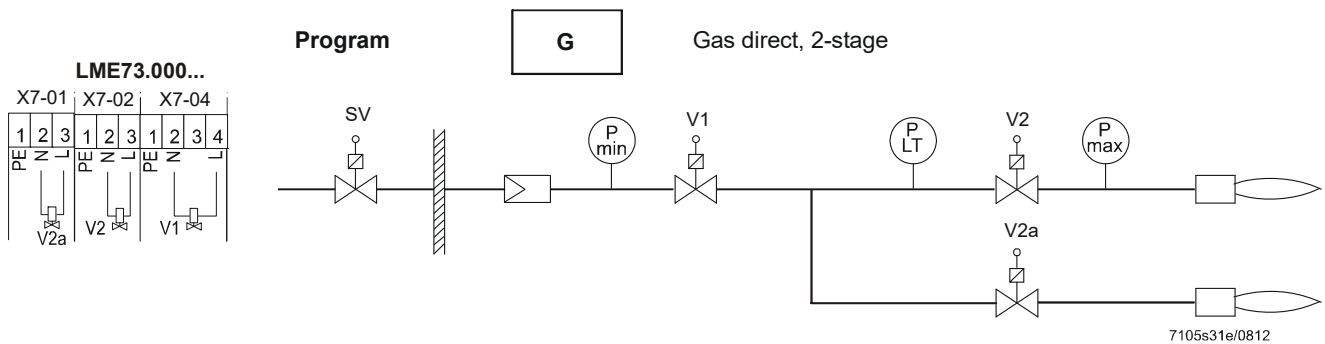 Program G Gas direct, 2-stage
LME73.000...
X7-01 X7-02 X7-04
1 2 3 1 2 3 1 2 3 4
PE N L PE N L PE N L
V2a V2 V1
SV
P min
V1
P LT
V2
P max
V2a
7105s31e/0812